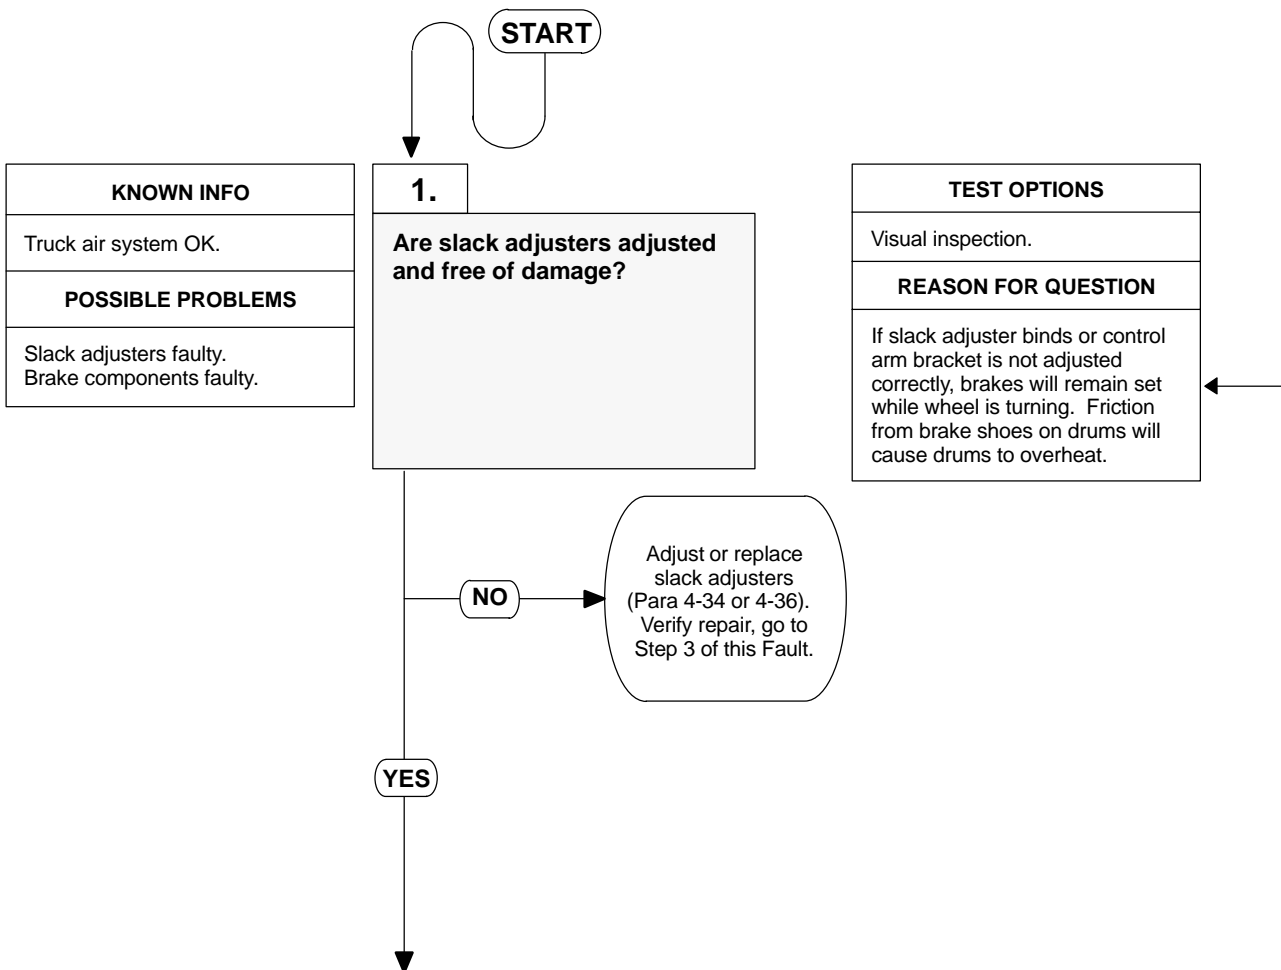 START
KNOWN INFO
Truck air system OK.
POSSIBLE PROBLEMS
Slack adjusters faulty.
Brake components faulty.
1.
Are slack adjusters adjusted
and free of damage?
TEST OPTIONS
Visual inspection.
REASON FOR QUESTION
If slack adjuster binds or control
arm bracket is not adjusted
correctly, brakes will remain set
while wheel is turning. Friction
from brake shoes on drums will
cause drums to overheat.
NO
Adjust or replace
slack adjusters
(Para 4-34 or 4-36).
Verify repair, go to
Step 3 of this Fault.
YES